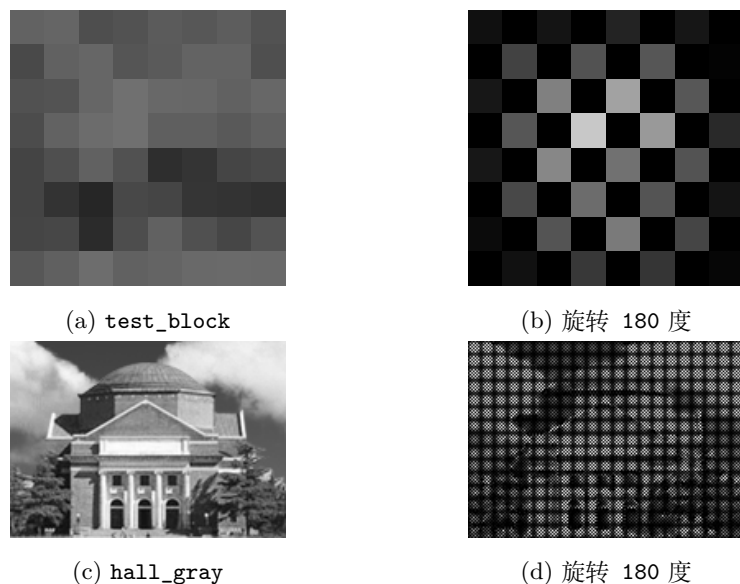 (a) test_block
(b) 旋转 180 度
(c) hall_gray
(d) 旋转 180 度